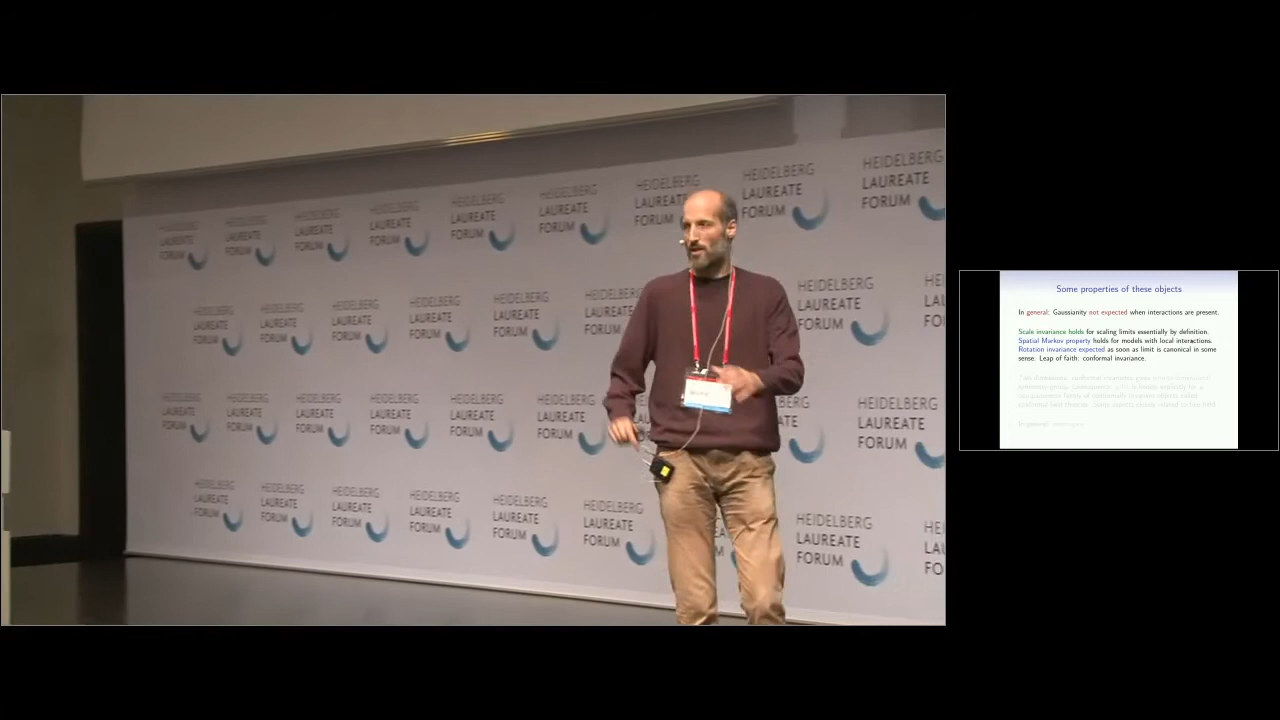 HEIDELBERG
LAUREATE
FORUM
Some properties of these objects
In general: Gaussianity not expected when interactions are present.
Scale invariance holds for scaling limits essentially by definition.
Spatial Markov property holds for models with local interactions.
Rotation invariance expected as soon as limit is canonical in some
sense. Leap of faith: conformal invariance.